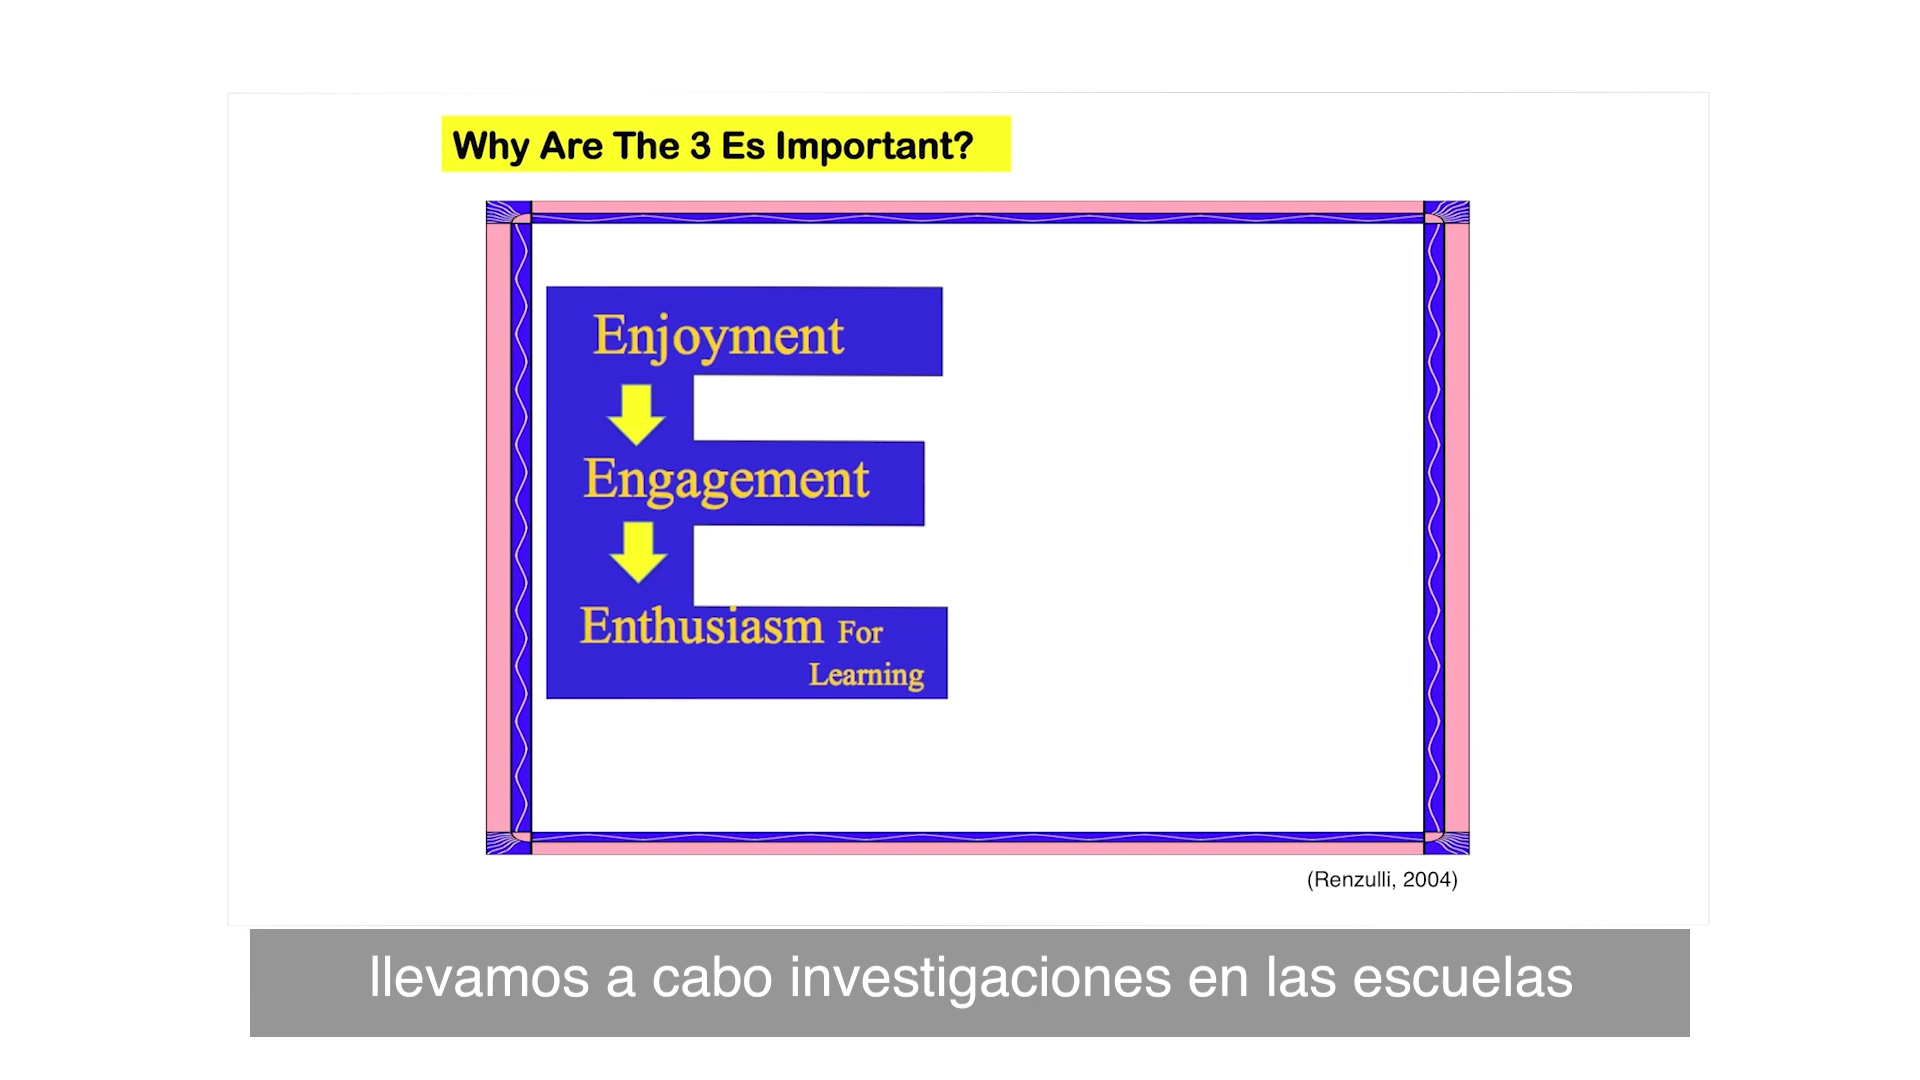 Why Are The 3 Es Important?
Enjoyment
Engagement
Enthusiasm For
Learning
(Renzulli, 2004)
llevamos a cabo investigaciones en las escuelas